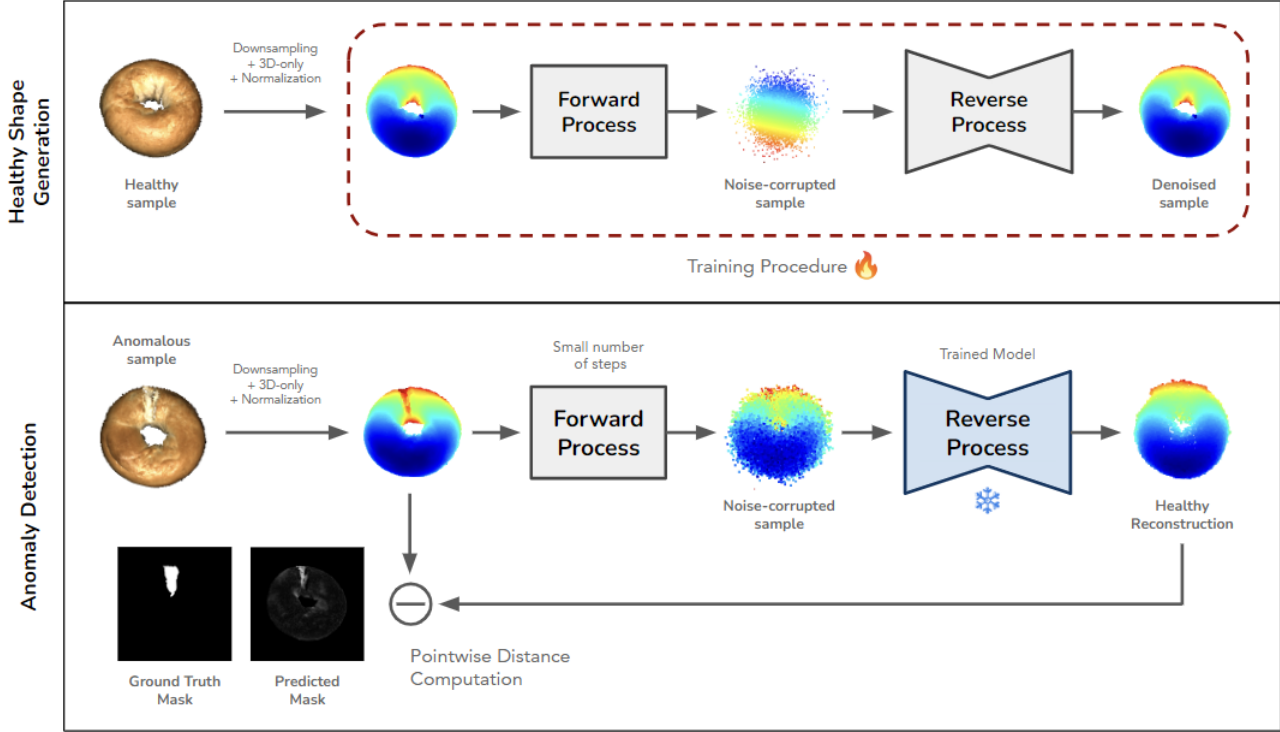 Healthy Shape
Generation
Downsampling
+ 3D-only
+ Normalization
Healthy
sample
Forward
Process
Noise-corrupted
sample
Reverse
Process
Denoised
sample
Training Procedure
Anomaly Detection
Anomalous
sample
Downsampling
+ 3D-only
+ Normalization
Small number
of steps
Forward
Process
Noise-corrupted
sample
Trained Model
Reverse
Process
Healthy
Reconstruction
Ground Truth
Mask
Predicted
Mask
Pointwise Distance
Computation